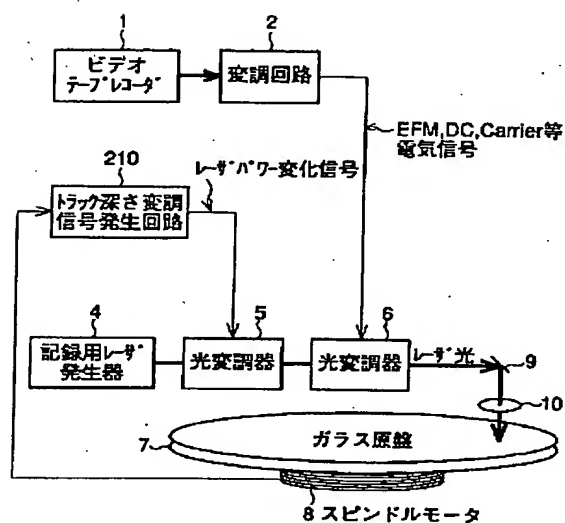 1
ビデオ
テープレコーダ
2
変調回路
EFM,DC,Carrier等
電気信号
210
トラック深さ変調
信号発生回路
レーザパワー変化信号
4
記録用レーザ
発生器
5
光変調器
6
光変調器
レーザ光
9
10
7
ガラス原盤
8 スピンドルモータ